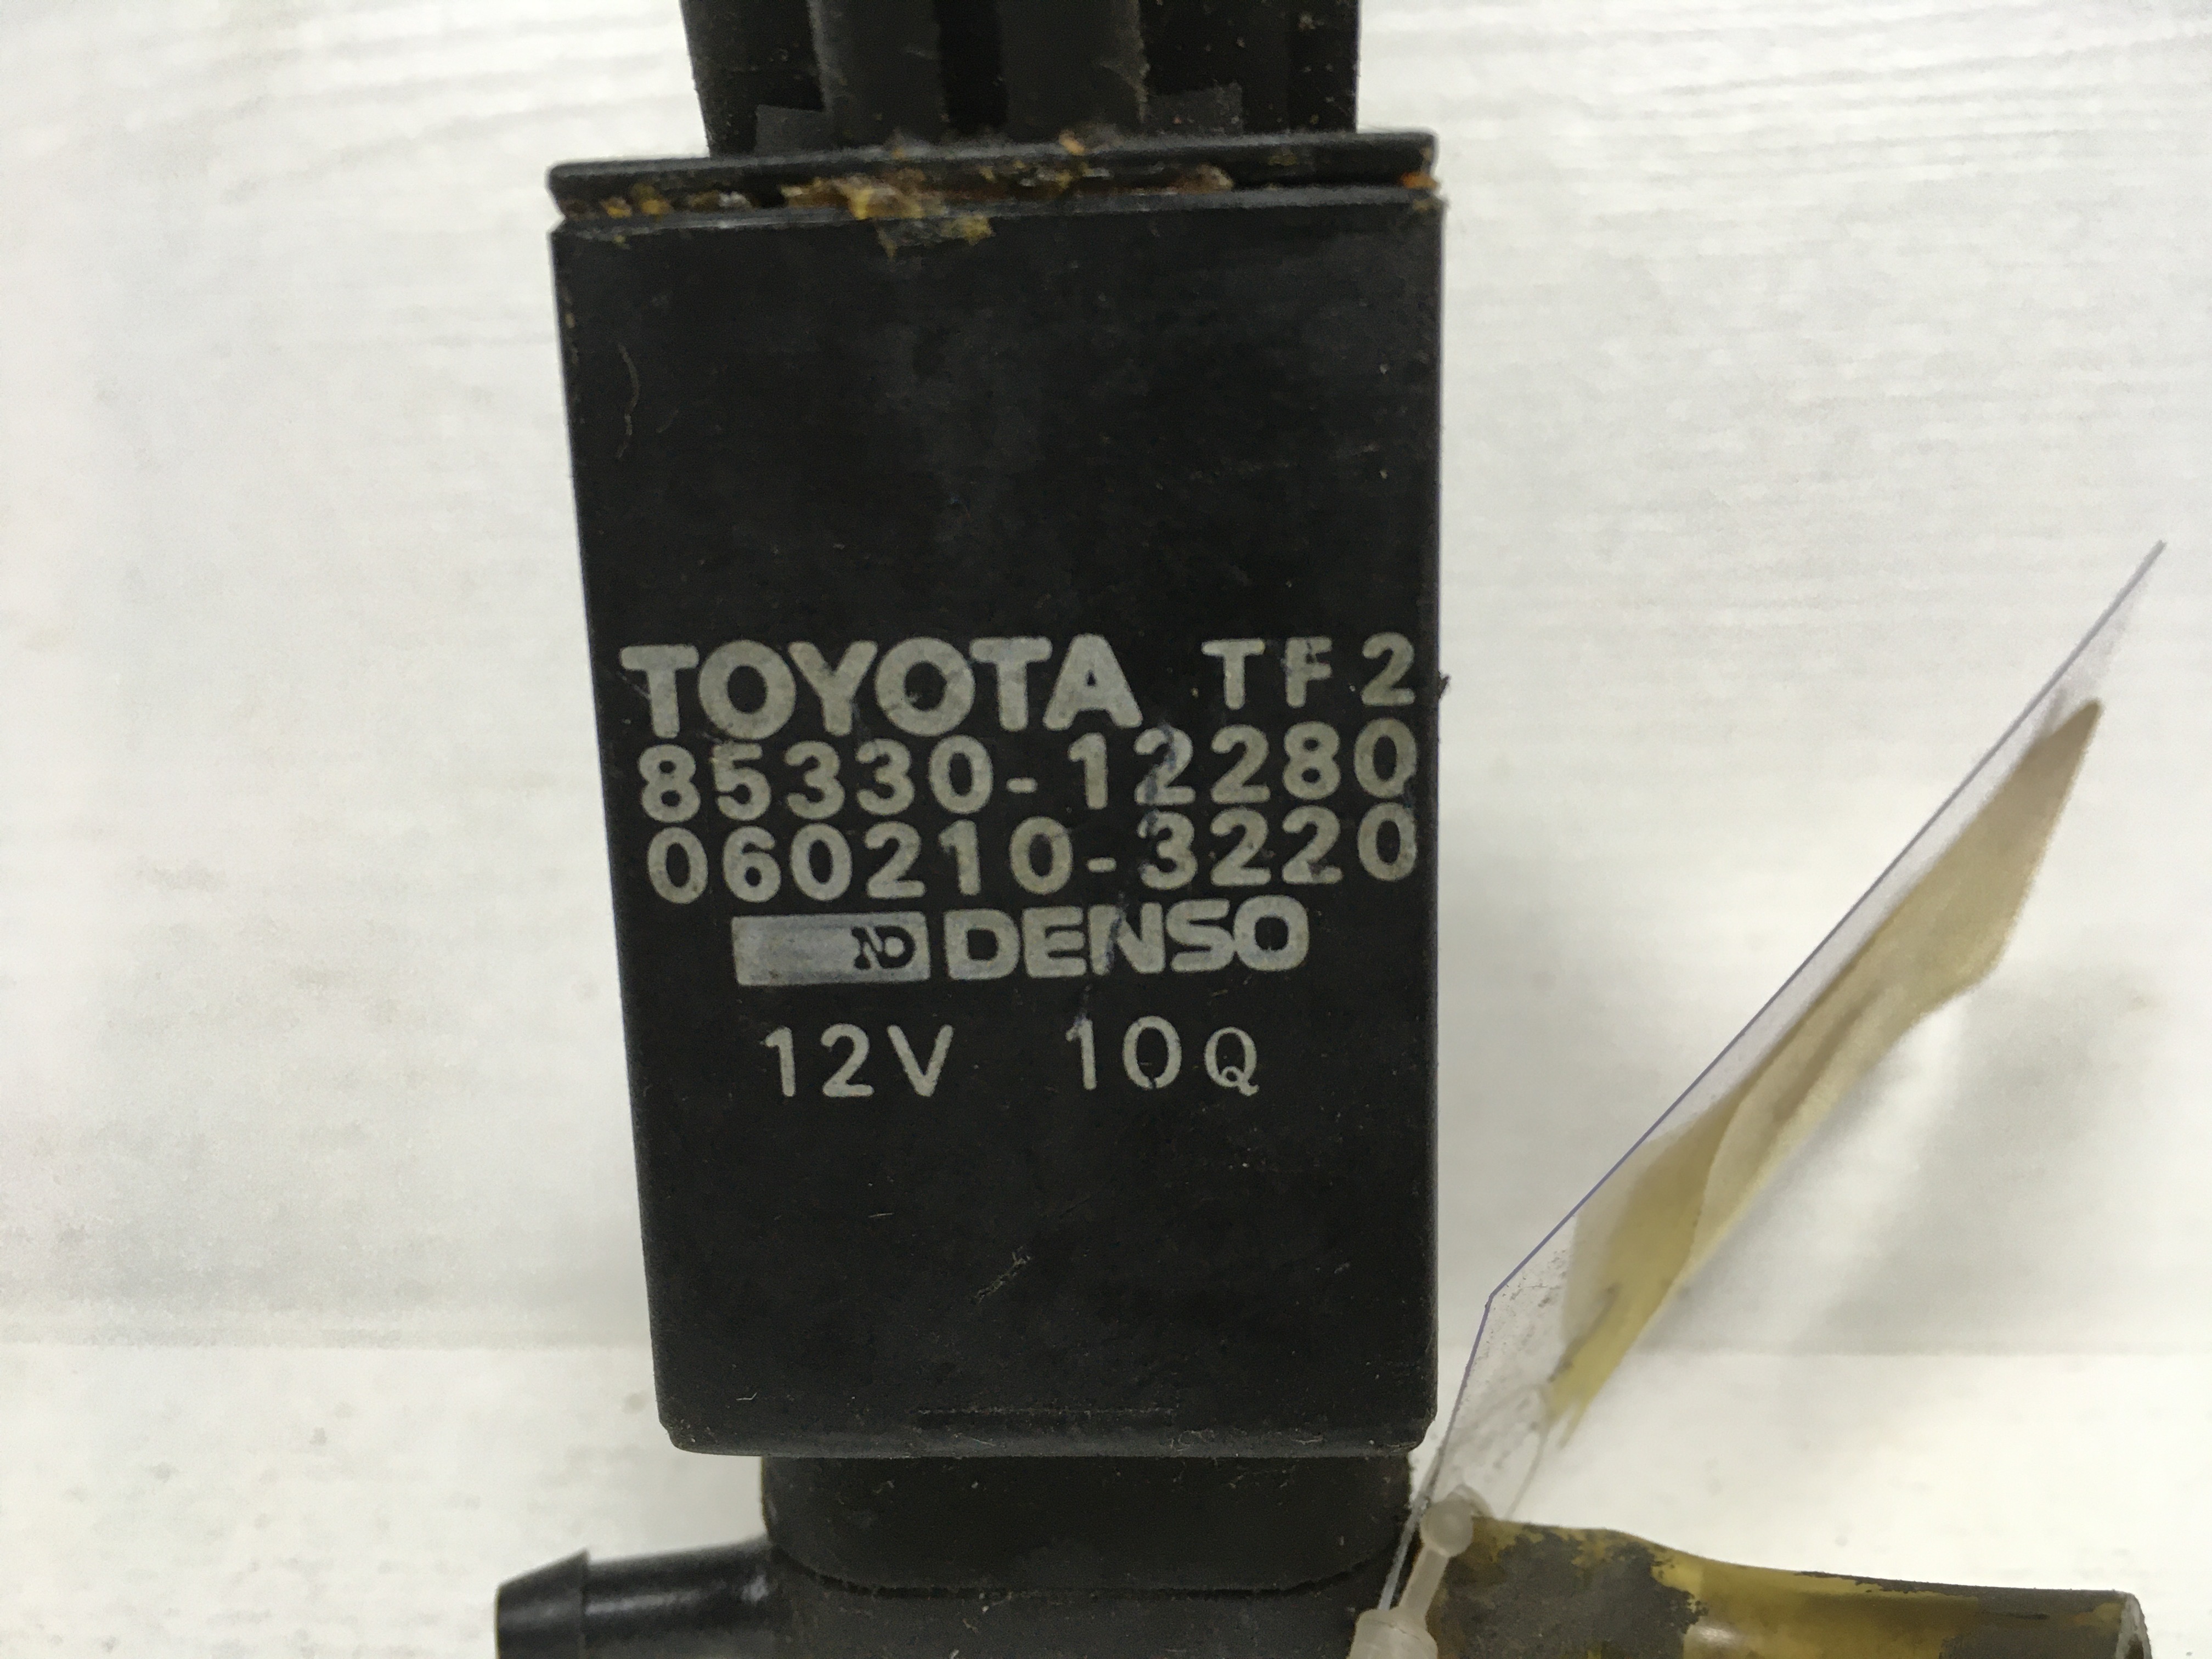 TOYOTA TF2
85330-12280
060210-3220
ND DENSO
12V 10Q